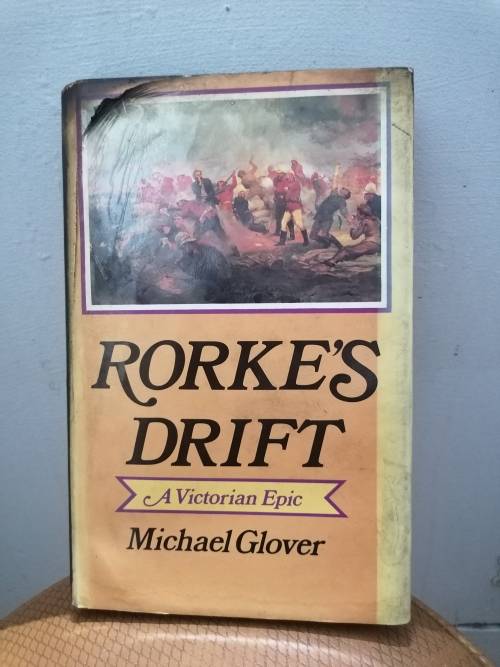 RORKE'S
DRIFT
A Victorian Epic
Michael Glover